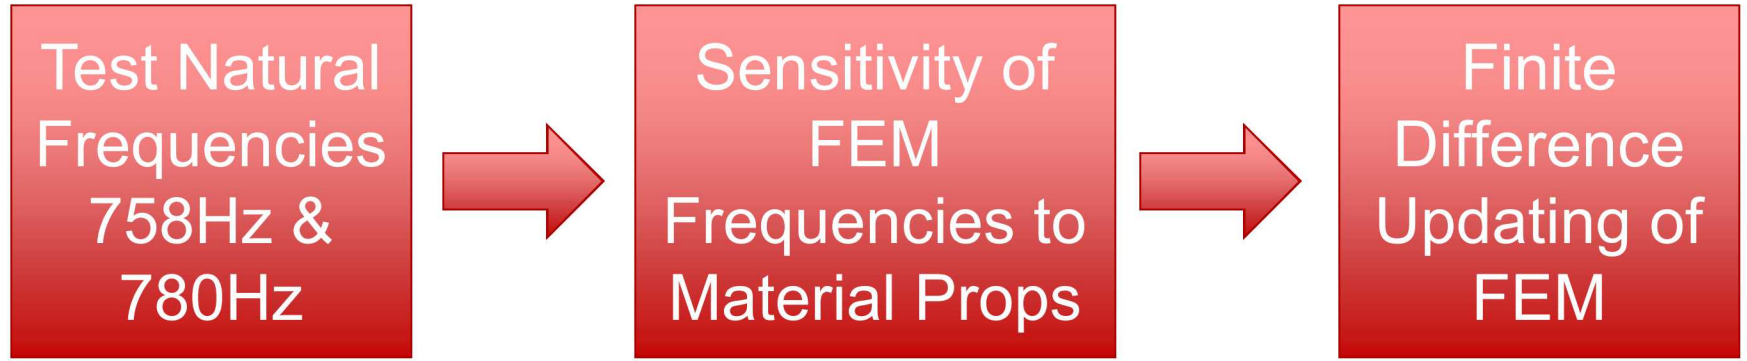 Test Natural
Frequencies
758Hz &
780Hz
Sensitivity of
FEM
Frequencies to
Material Props
Finite
Difference
Updating of
FEM